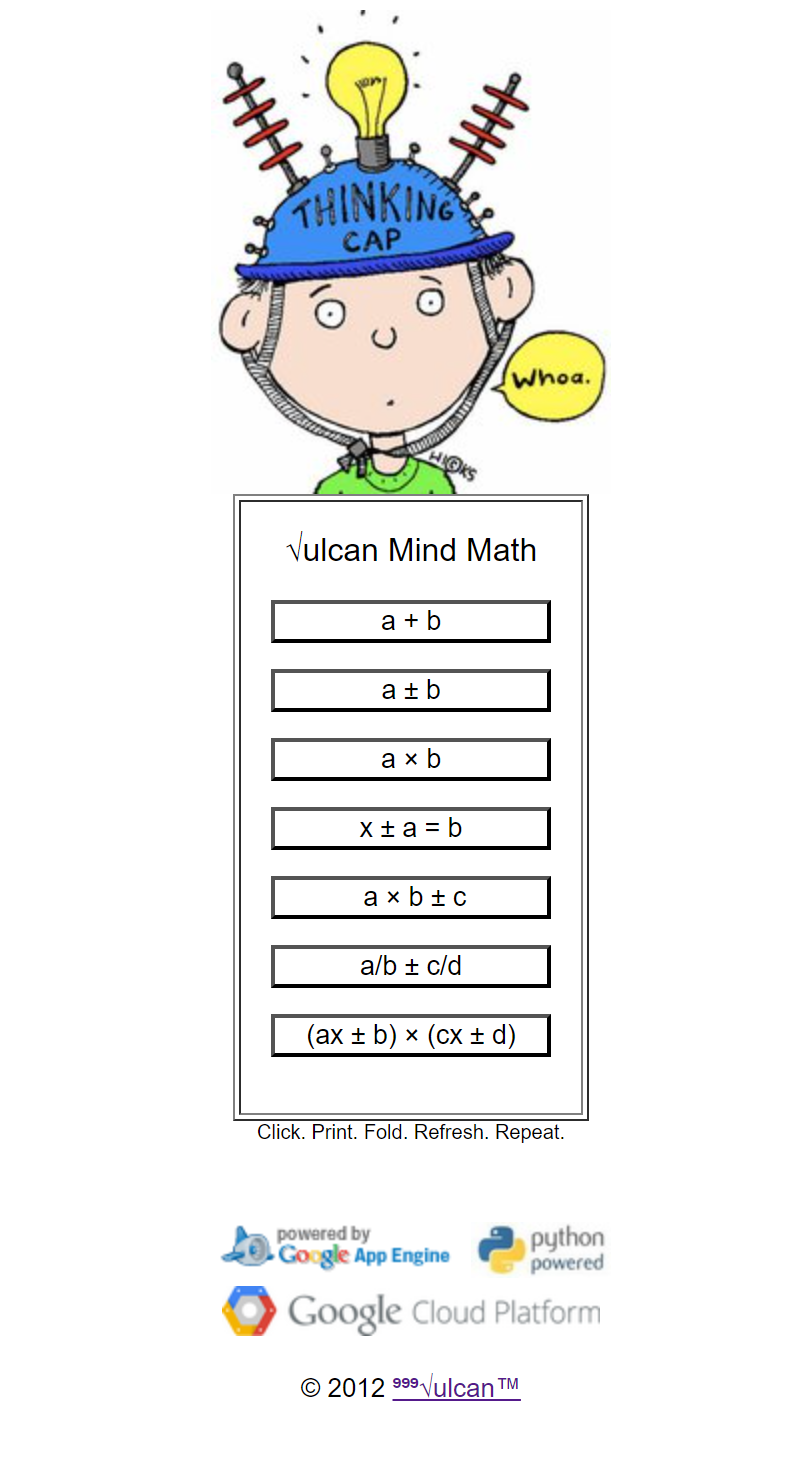 THINKING
CAP
Whoa.
HICKS
√ulcan Mind Math
a + b
a ± b
a × b
x ± a = b
a × b ± c
a/b ± c/d
(ax ± b) × (cx ± d)
Click. Print. Fold. Refresh. Repeat.
powered by
Google App Engine
python
powered
Google Cloud Platform
© 2012 ⁹⁹⁹√ulcan™